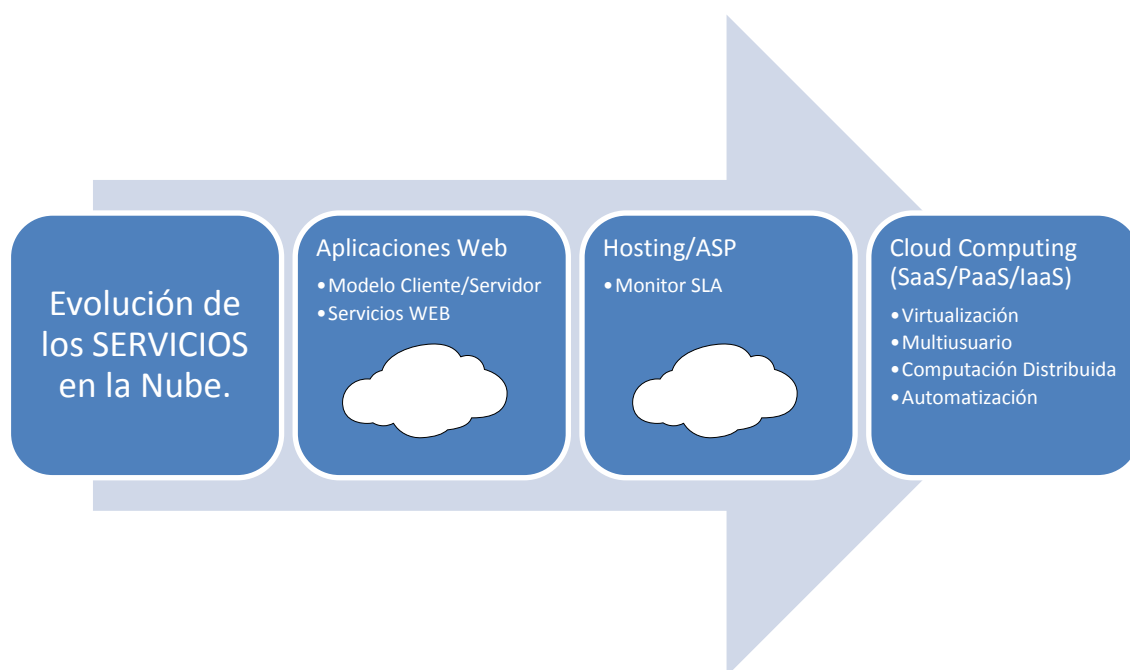 Evolución de
los SERVICIOS
en la Nube.
Aplicaciones Web
•Modelo Cliente/Servidor
•Servicios WEB
Hosting/ASP
•Monitor SLA
Cloud Computing
(SaaS/PaaS/IaaS)
•Virtualización
•Multiusuario
•Computación Distribuida
•Automatización